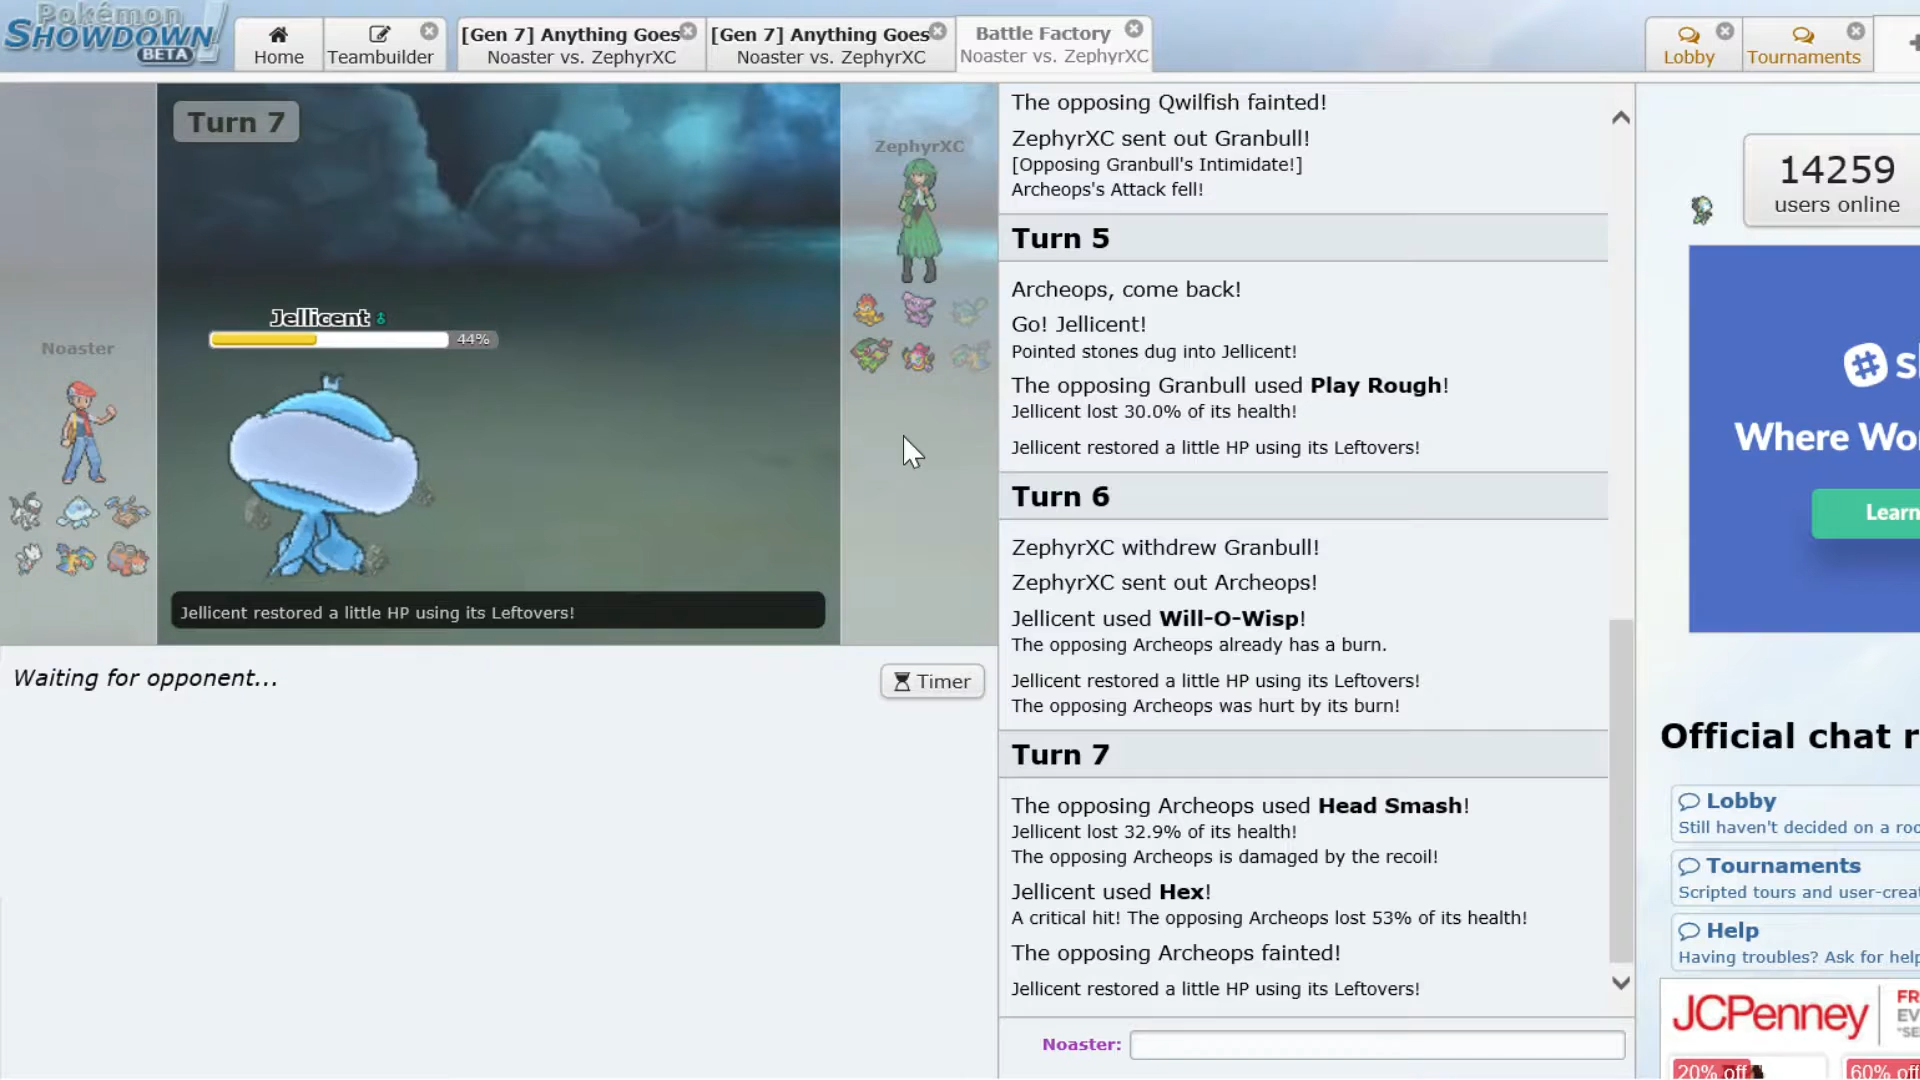 Pokémon
SHOWDOWN
BETA
Home
Teambuilder
[Gen 7] Anything Goes
Noaster vs. ZephyrXC
[Gen 7] Anything Goes
Noaster vs. ZephyrXC
Battle Factory
Noaster vs. ZephyrXC
Lobby
Tournaments
Turn 7
ZephyrXC
Jellicent
44%
Noaster
Jellicent restored a little HP using its Leftovers!
Waiting for opponent...
Timer
The opposing Qwilfish fainted!
ZephyrXC sent out Granbull!
[Opposing Granbull's Intimidate!]
Archeops's Attack fell!
Turn 5
Archeops, come back!
Go! Jellicent!
Pointed stones dug into Jellicent!
The opposing Granbull used Play Rough!
Jellicent lost 30.0% of its health!
Jellicent restored a little HP using its Leftovers!
Turn 6
ZephyrXC withdrew Granbull!
ZephyrXC sent out Archeops!
Jellicent used Will-O-Wisp!
The opposing Archeops already has a burn.
Jellicent restored a little HP using its Leftovers!
The opposing Archeops was hurt by its burn!
Turn 7
The opposing Archeops used Head Smash!
Jellicent lost 32.9% of its health!
The opposing Archeops is damaged by the recoil!
Jellicent used Hex!
A critical hit! The opposing Archeops lost 53% of its health!
The opposing Archeops fainted!
Jellicent restored a little HP using its Leftovers!
Noaster:
14259
users online
sl
Where Wo
Learn
Official chat r
Lobby
Still haven't decided on a roo
Tournaments
Scripted tours and user-crea
Help
Having troubles? Ask for help
JCPenney
FR
EV
"SE
20% off
60% off